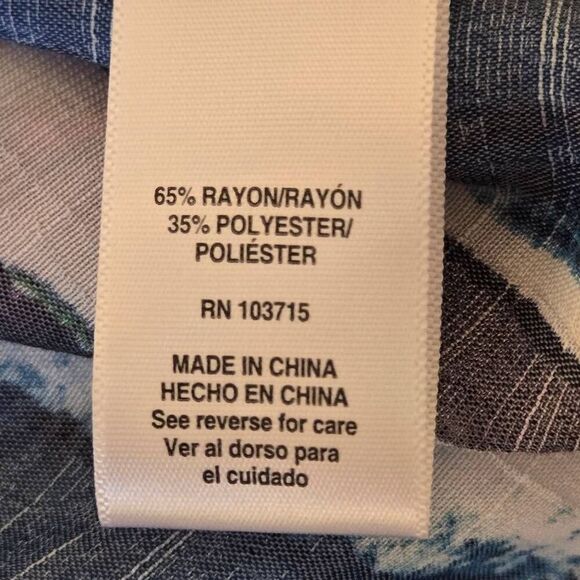 65% RAYON/RAYÓN
35% POLYESTER/
POLIÉSTER
RN 103715
MADE IN CHINA
HECHO EN CHINA
See reverse for care
Ver al dorso para
el cuidado